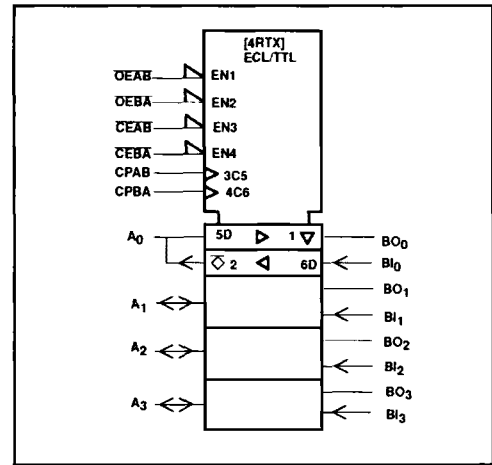 [4RTX]
ECL/TTL
OEAB EN1
OEBA EN2
CEAB EN3
CEBA EN4
CPAB 3C5
CPBA 4C6
A0 5D 1 BO0
2 6D BI0
BO1
A1
BI1
BO2
A2
BI2
BO3
A3
BI3